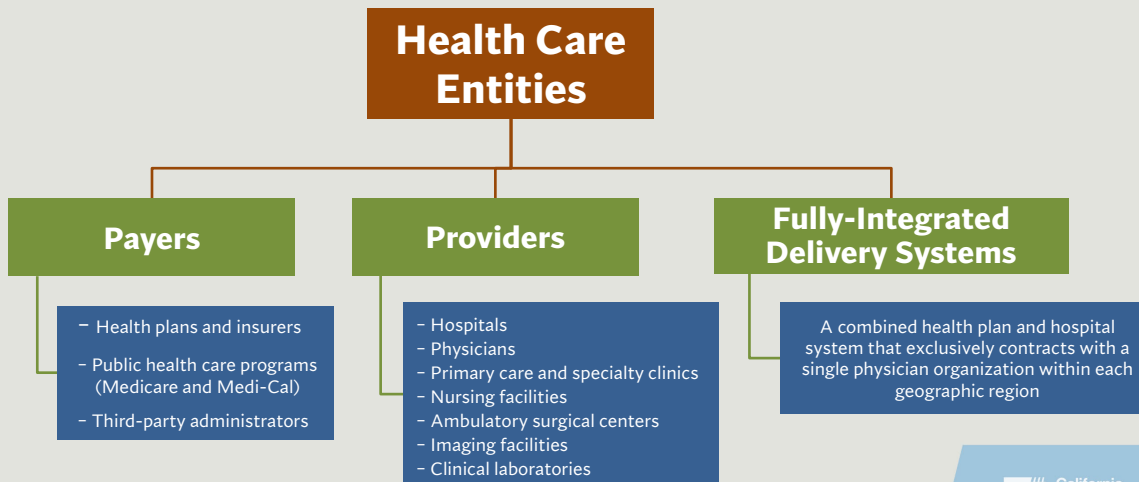 Health Care
Entities
Payers
Providers
Fully-Integrated
Delivery Systems
– Health plans and insurers
– Public health care programs
(Medicare and Medi-Cal)
– Third-party administrators
– Hospitals
– Physicians
– Primary care and specialty clinics
– Nursing facilities
– Ambulatory surgical centers
– Imaging facilities
– Clinical laboratories
A combined health plan and hospital
system that exclusively contracts with a
single physician organization within each
geographic region
California